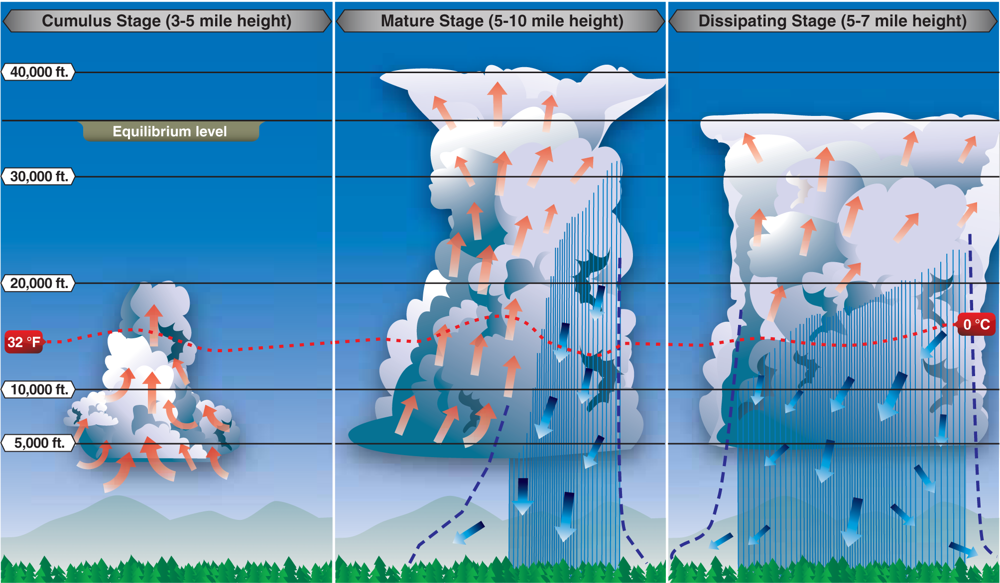 Cumulus Stage (3-5 mile height)
Mature Stage (5-10 mile height)
Dissipating Stage (5-7 mile height)
40,000 ft.
Equilibrium level
30,000 ft.
20,000 ft.
0 °C
32 °F
10,000 ft.
5,000 ft.